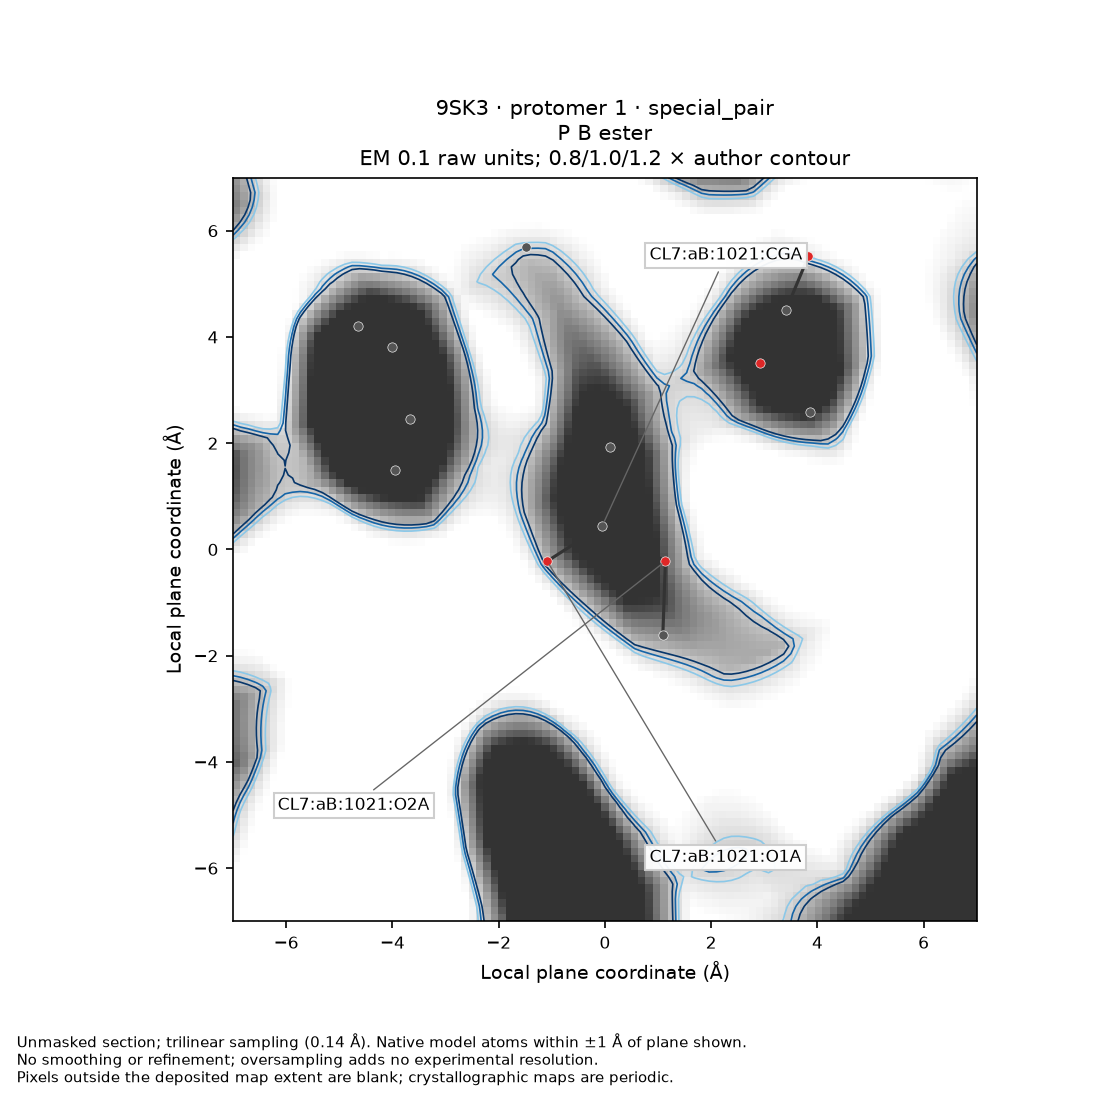 9SK3 · protomer 1 · special_pair
P B ester
EM 0.1 raw units; 0.8/1.0/1.2 × author contour
CL7:aB:1021:CGA
CL7:aB:1021:O2A
CL7:aB:1021:O1A
Local plane coordinate (Å)
6
4
2
0
−2
−4
−6
−6
−4
−2
0
2
4
6
Local plane coordinate (Å)
Unmasked section; trilinear sampling (0.14 Å). Native model atoms within ±1 Å of plane shown.
No smoothing or refinement; oversampling adds no experimental resolution.
Pixels outside the deposited map extent are blank; crystallographic maps are periodic.